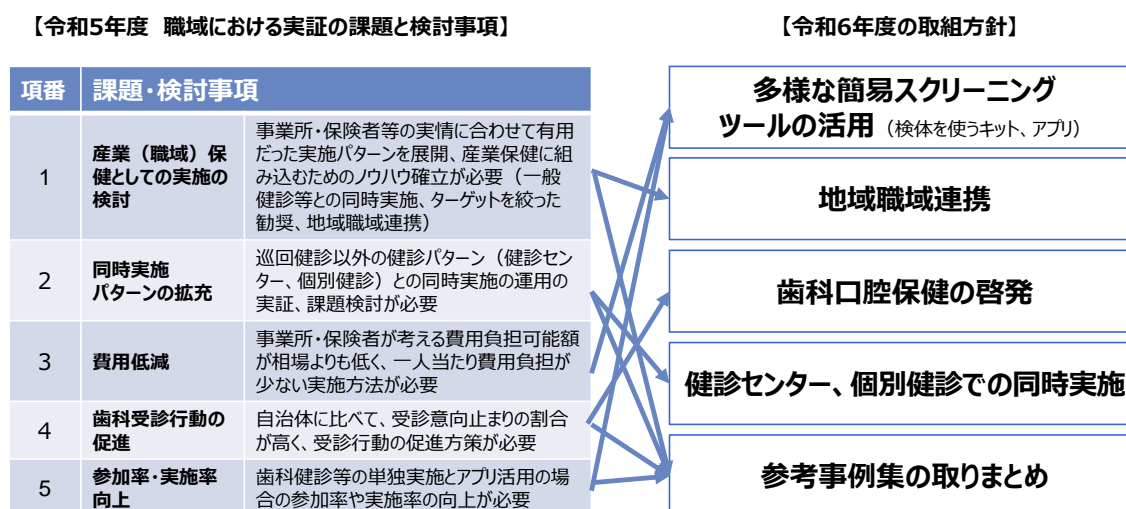 【令和5年度 職域における実証の課題と検討事項】
【令和6年度の取組方針】
項番 課題・検討事項
1
産業（職域）保
健としての実施の
検討
事業所・保険者等の実情に合わせて有用
だった実施パターンを展開、産業保健に組
み込むためのノウハウ確立が必要（一般
健診等との同時実施、ターゲットを絞った
勧奨、地域職域連携）
2
同時実施
パターンの拡充
巡回健診以外の健診パターン（健診セン
ター、個別健診）との同時実施の運用の
実証、課題検討が必要
3
費用低減
事業所・保険者が考える費用負担可能額
が相場よりも低く、一人当たり費用負担が
少ない実施方法が必要
4
歯科受診行動の
促進
自治体に比べて、受診意向止まりの割合
が高く、受診行動の促進方策が必要
5
参加率・実施率
向上
歯科健診等の単独実施とアプリ活用の場
合の参加率や実施率の向上が必要
多様な簡易スクリーニング
ツールの活用（検体を使うキット、アプリ）
地域職域連携
歯科口腔保健の啓発
健診センター、個別健診での同時実施
参考事例集の取りまとめ